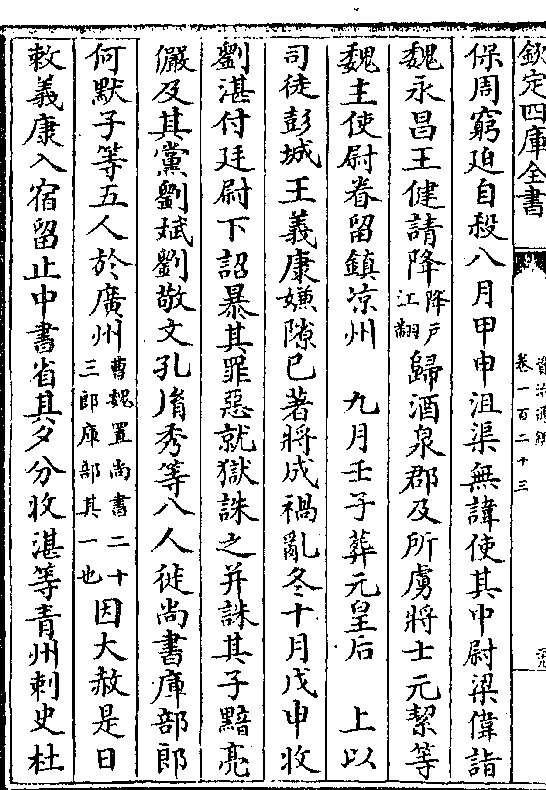 欽定四庫全書
資治通鑑
卷一百二十三
保周窮廹自殺八月甲申沮渠無諱使其中尉梁偉詣
魏永昌王健請降降戸江翻歸酒泉郡及所虜將士元絜等
魏主使尉眷留鎮凉州　九月壬子葬元皇后　上以
司徒彭城王義康嫌隙已著將成禍亂冬十月戊申收
劉湛付廷尉下詔暴其罪惡就獄誅之并誅其子黯亮
儼及其黨劉斌劉敬文孔胤秀等八人徙尚書庫部郎
何默子等五人於廣州曹魏置尚書二十三郎庫部其一也因大赦是日
敕義康入宿留止中書省其夕分收湛等青州刺史杜